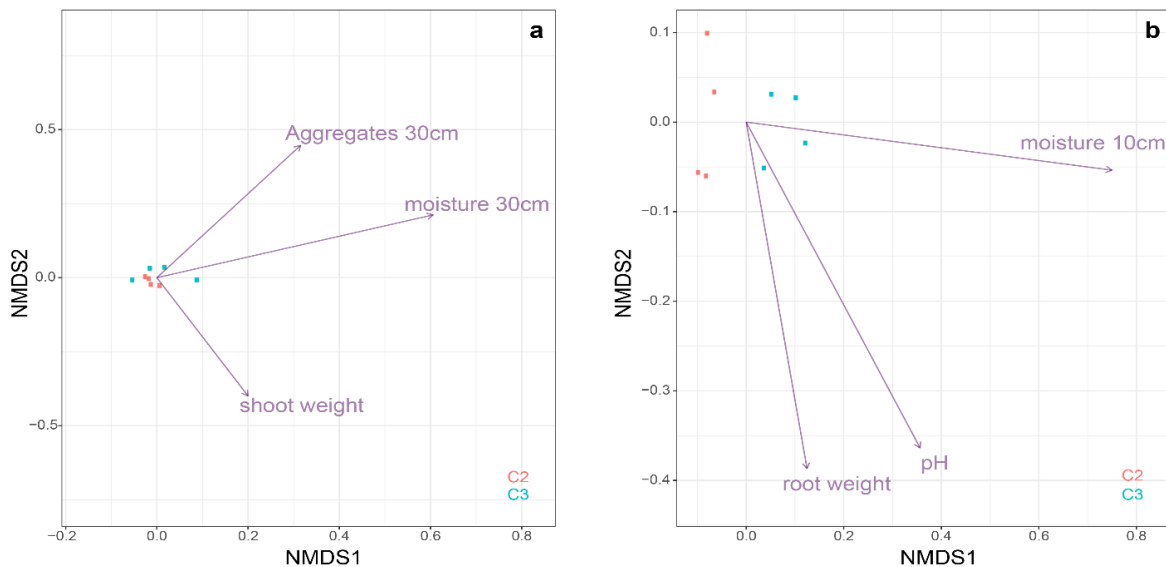 a
0.5
0.0
−0.5
NMDS2
Aggregates 30cm
moisture 30cm
shoot weight
C2
C3
−0.2 0.0 0.2 0.4 0.6 0.8
NMDS1
b
0.1
0.0
−0.1
−0.2
−0.3
−0.4
NMDS2
moisture 10cm
pH
root weight
C2
C3
0.0 0.2 0.4 0.6 0.8
NMDS1